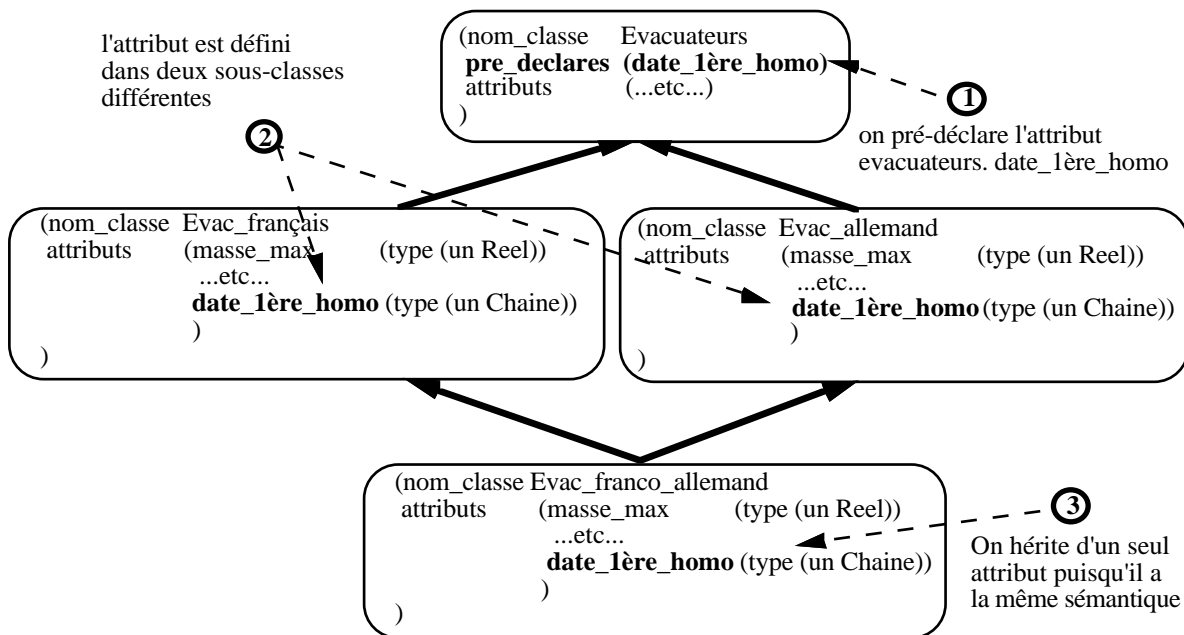 l'attribut est défini
dans deux sous-classes
différentes
2
(nom_classe Evacuateurs
pre_declares (date_1ère_homo)
attributs (...etc...)
)
1
on pré-déclare l'attribut
evacuateurs. date_1ère_homo
(nom_classe Evac_français
attributs (masse_max (type (un Reel))
...etc...
date_1ère_homo (type (un Chaine))
)
)
(nom_classe Evac_allemand
attributs (masse_max (type (un Reel))
...etc...
date_1ère_homo (type (un Chaine))
)
)
(nom_classe Evac_franco_allemand
attributs (masse_max (type (un Reel))
...etc...
date_1ère_homo (type (un Chaine))
)
)
3
On hérite d'un seul
attribut puisqu'il a
la même sémantique